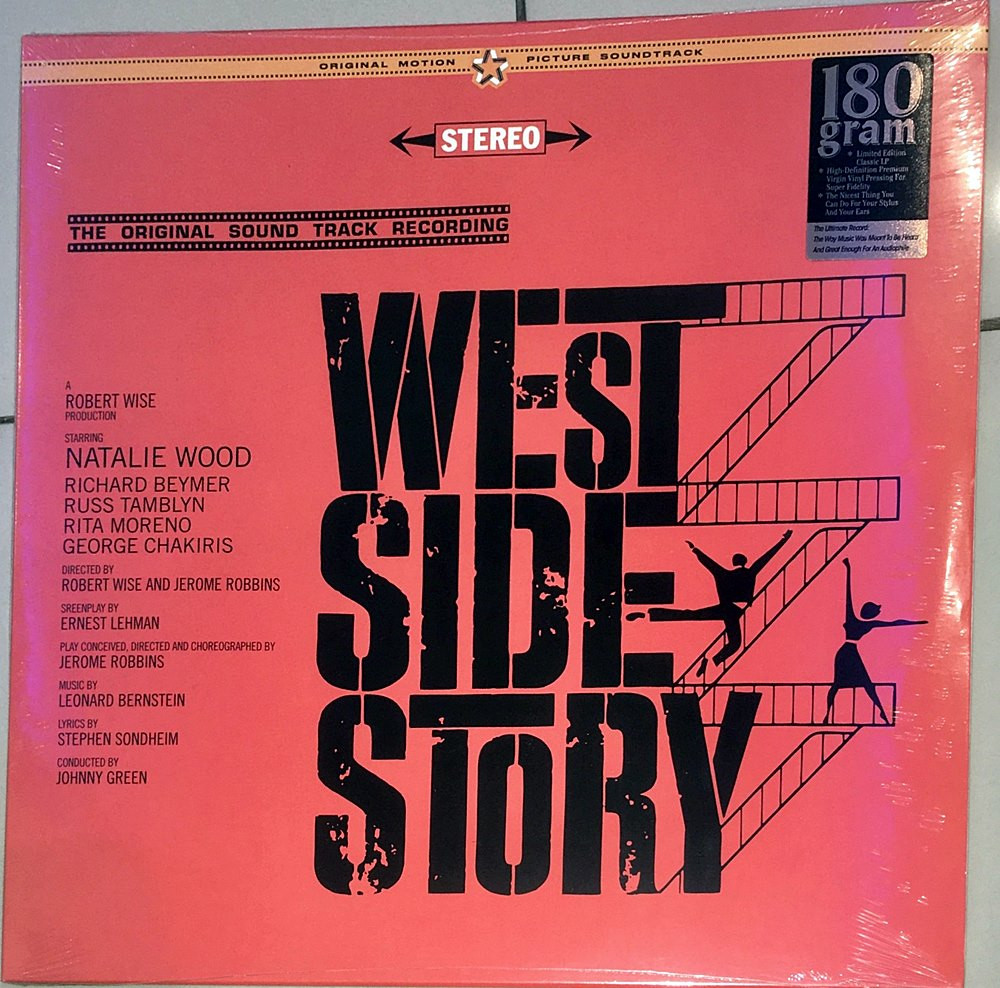 ORIGINAL MOTION PICTURE SOUNDTRACK
STEREO
180
gram
* Limited Edition
Classic LP
* High-Definition Premium
Virgin Vinyl Pressing For
Super Fidelity
* The Nicest Thing You
Can Do For Your Stylus
And Your Ears
The Ultimate Record
The Way Music Was Meant To Be Heard
And Great Enough For An Audiophile
THE ORIGINAL SOUND TRACK RECORDING
WEST
SIDE
STORY
A
ROBERT WISE
PRODUCTION
STARRING
NATALIE WOOD
RICHARD BEYMER
RUSS TAMBLYN
RITA MORENO
GEORGE CHAKIRIS
DIRECTED BY
ROBERT WISE AND JEROME ROBBINS
SREENPLAY BY
ERNEST LEHMAN
PLAY CONCEIVED, DIRECTED AND CHOREOGRAPHED BY
JEROME ROBBINS
MUSIC BY
LEONARD BERNSTEIN
LYRICS BY
STEPHEN SONDHEIM
CONDUCTED BY
JOHNNY GREEN